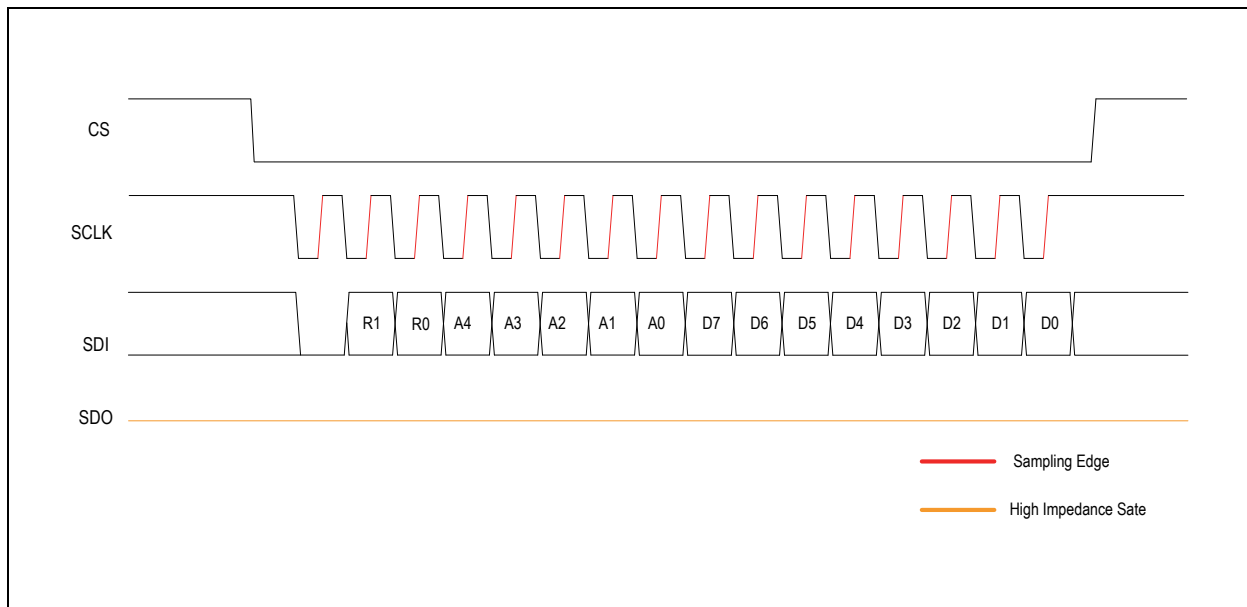 CS
SCLK
SDI
R1 R0 A4 A3 A2 A1 A0 D7 D6 D5 D4 D3 D2 D1 D0
SDO
Sampling Edge
High Impedance Sate